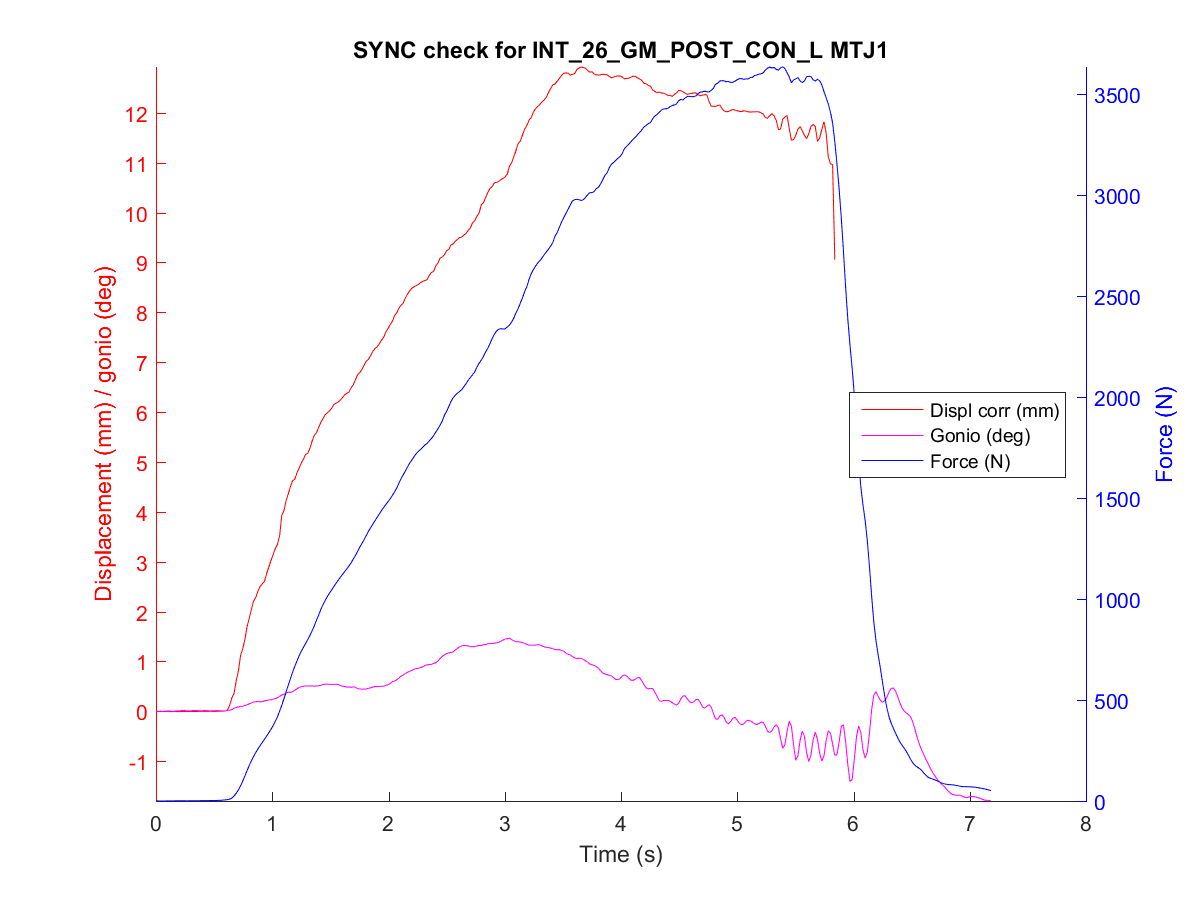 SYNC check for INT_26_GM_POST_CON_L MTJ1
Displacement (mm) / gonio (deg)
12
11
10
9
8
7
6
5
4
3
2
1
0
-1
3500
3000
2500
2000
1500
1000
500
0
Force (N)
Displ corr (mm)
Gonio (deg)
Force (N)
0 1 2 3 4 5 6 7 8
Time (s)